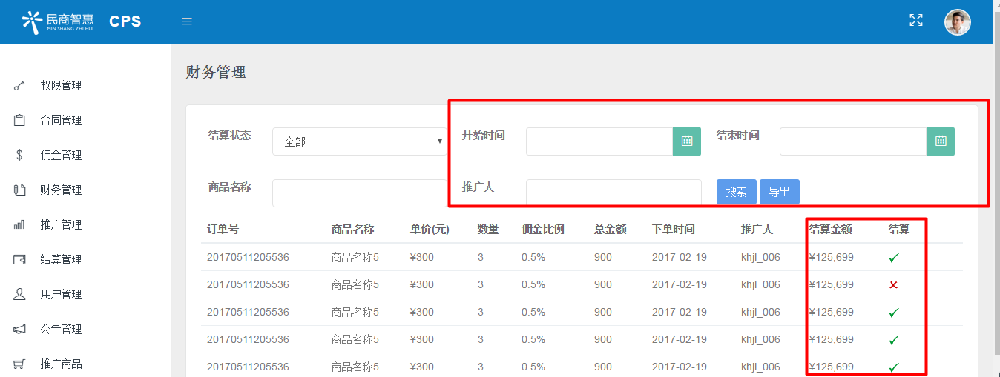 民商智惠 CPS
MIN SHANG ZHI HUI
财务管理
权限管理
合同管理
佣金管理
财务管理
推广管理
结算管理
用户管理
公告管理
推广商品
结算状态 全部 开始时间 结束时间
商品名称 推广人 搜索 导出
订单号 商品名称 单价(元) 数量 佣金比例 总金额 下单时间 推广人 结算金额 结算
20170511205536 商品名称5 ¥300 3 0.5% 900 2017-02-19 khjl_006 ¥125,699
20170511205536 商品名称5 ¥300 3 0.5% 900 2017-02-19 khjl_006 ¥125,699
20170511205536 商品名称5 ¥300 3 0.5% 900 2017-02-19 khjl_006 ¥125,699
20170511205536 商品名称5 ¥300 3 0.5% 900 2017-02-19 khjl_006 ¥125,699
20170511205536 商品名称5 ¥300 3 0.5% 900 2017-02-19 khjl_006 ¥125,699